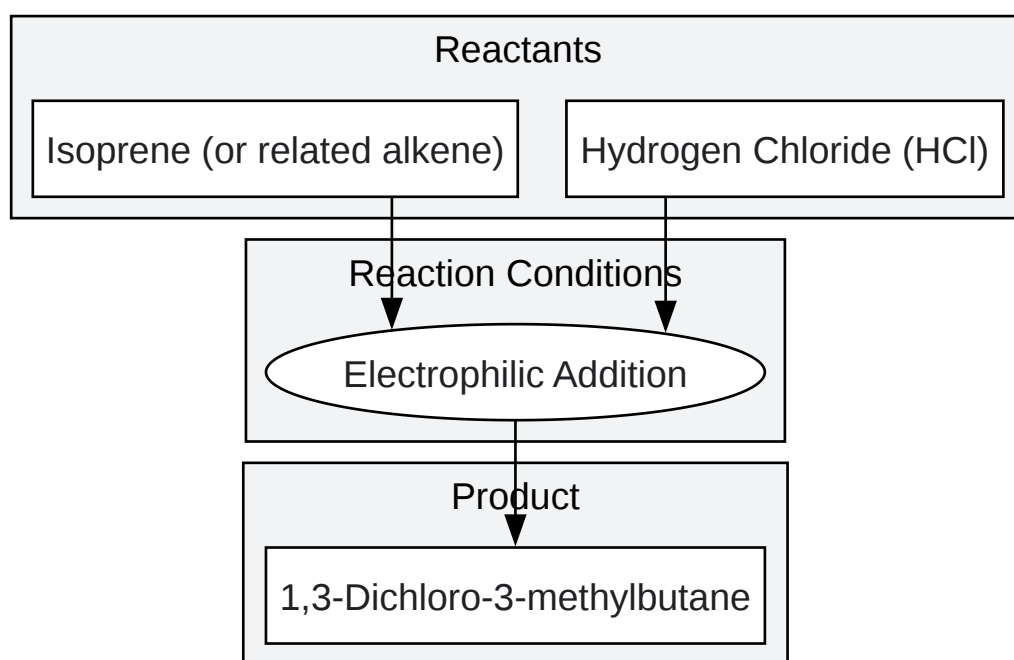 Reactants
Isoprene (or related alkene)
Hydrogen Chloride (HCl)
Reaction Conditions
Electrophilic Addition
Product
1,3-Dichloro-3-methylbutane